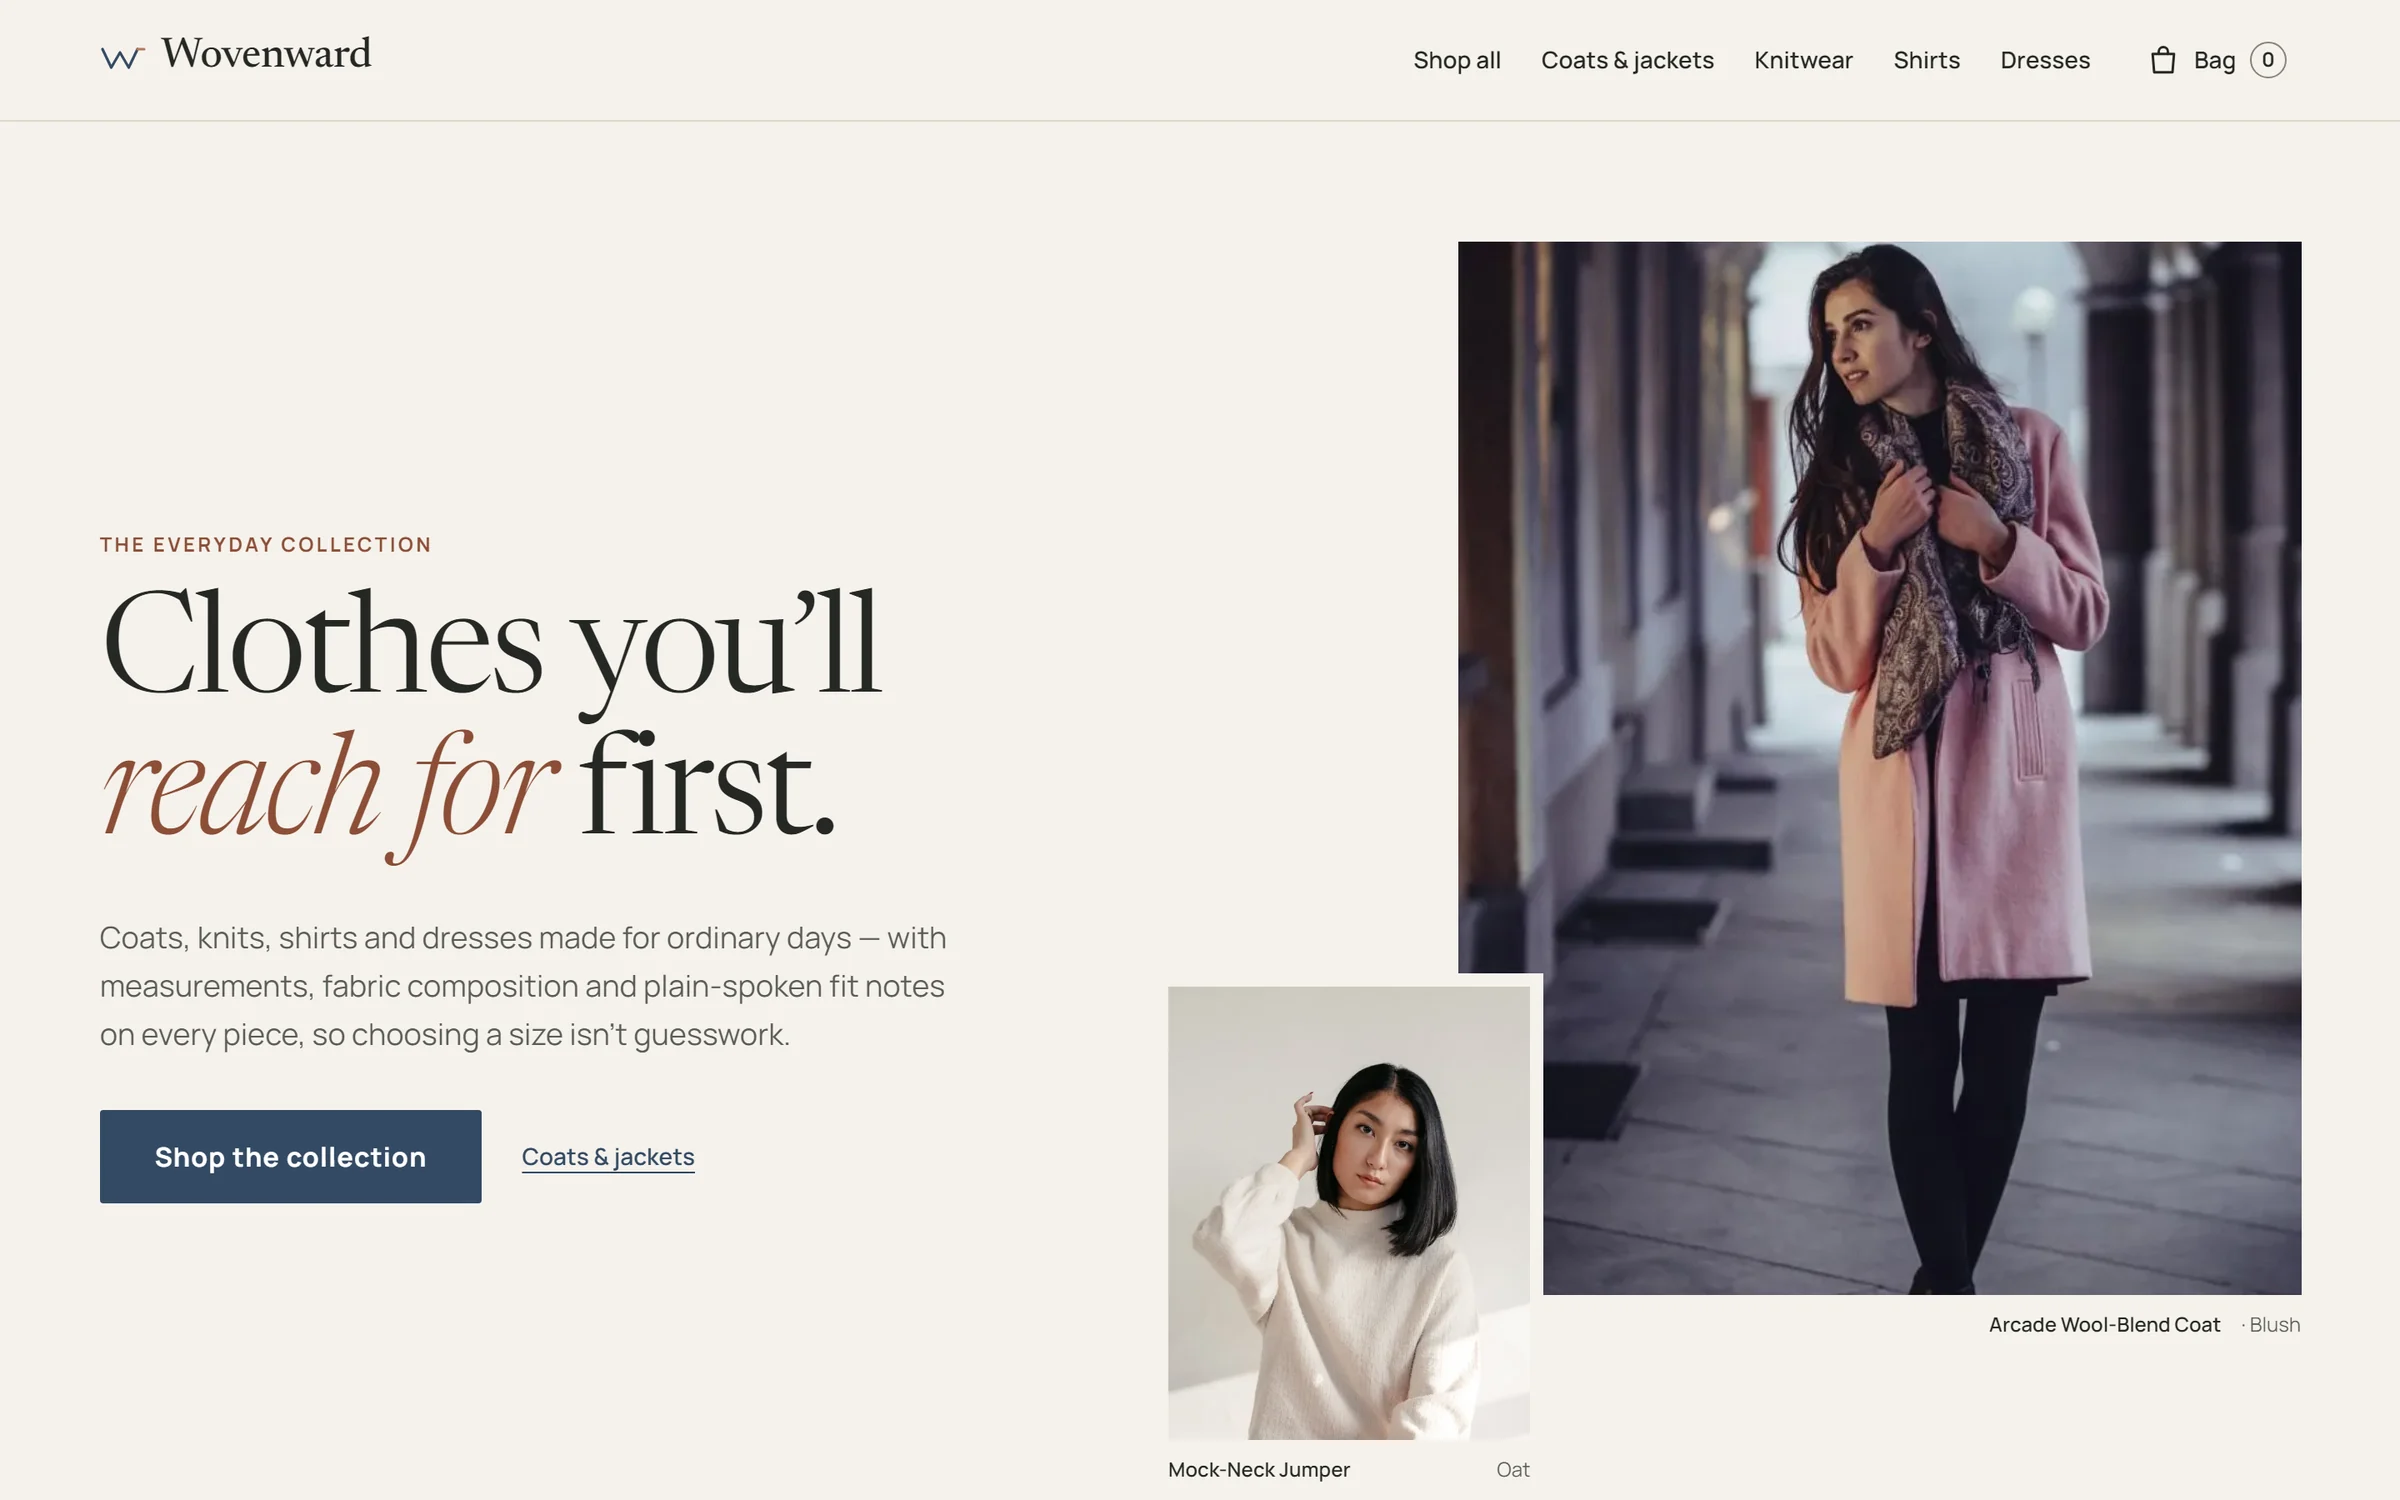 Wovenward
Shop all
Coats & jackets
Knitwear
Shirts
Dresses
Bag
0
THE EVERYDAY COLLECTION
Clothes you’ll
reach for first.
Coats, knits, shirts and dresses made for ordinary days — with
measurements, fabric composition and plain-spoken fit notes
on every piece, so choosing a size isn’t guesswork.
Shop the collection
Coats & jackets
Arcade Wool-Blend Coat · Blush
Mock-Neck Jumper Oat